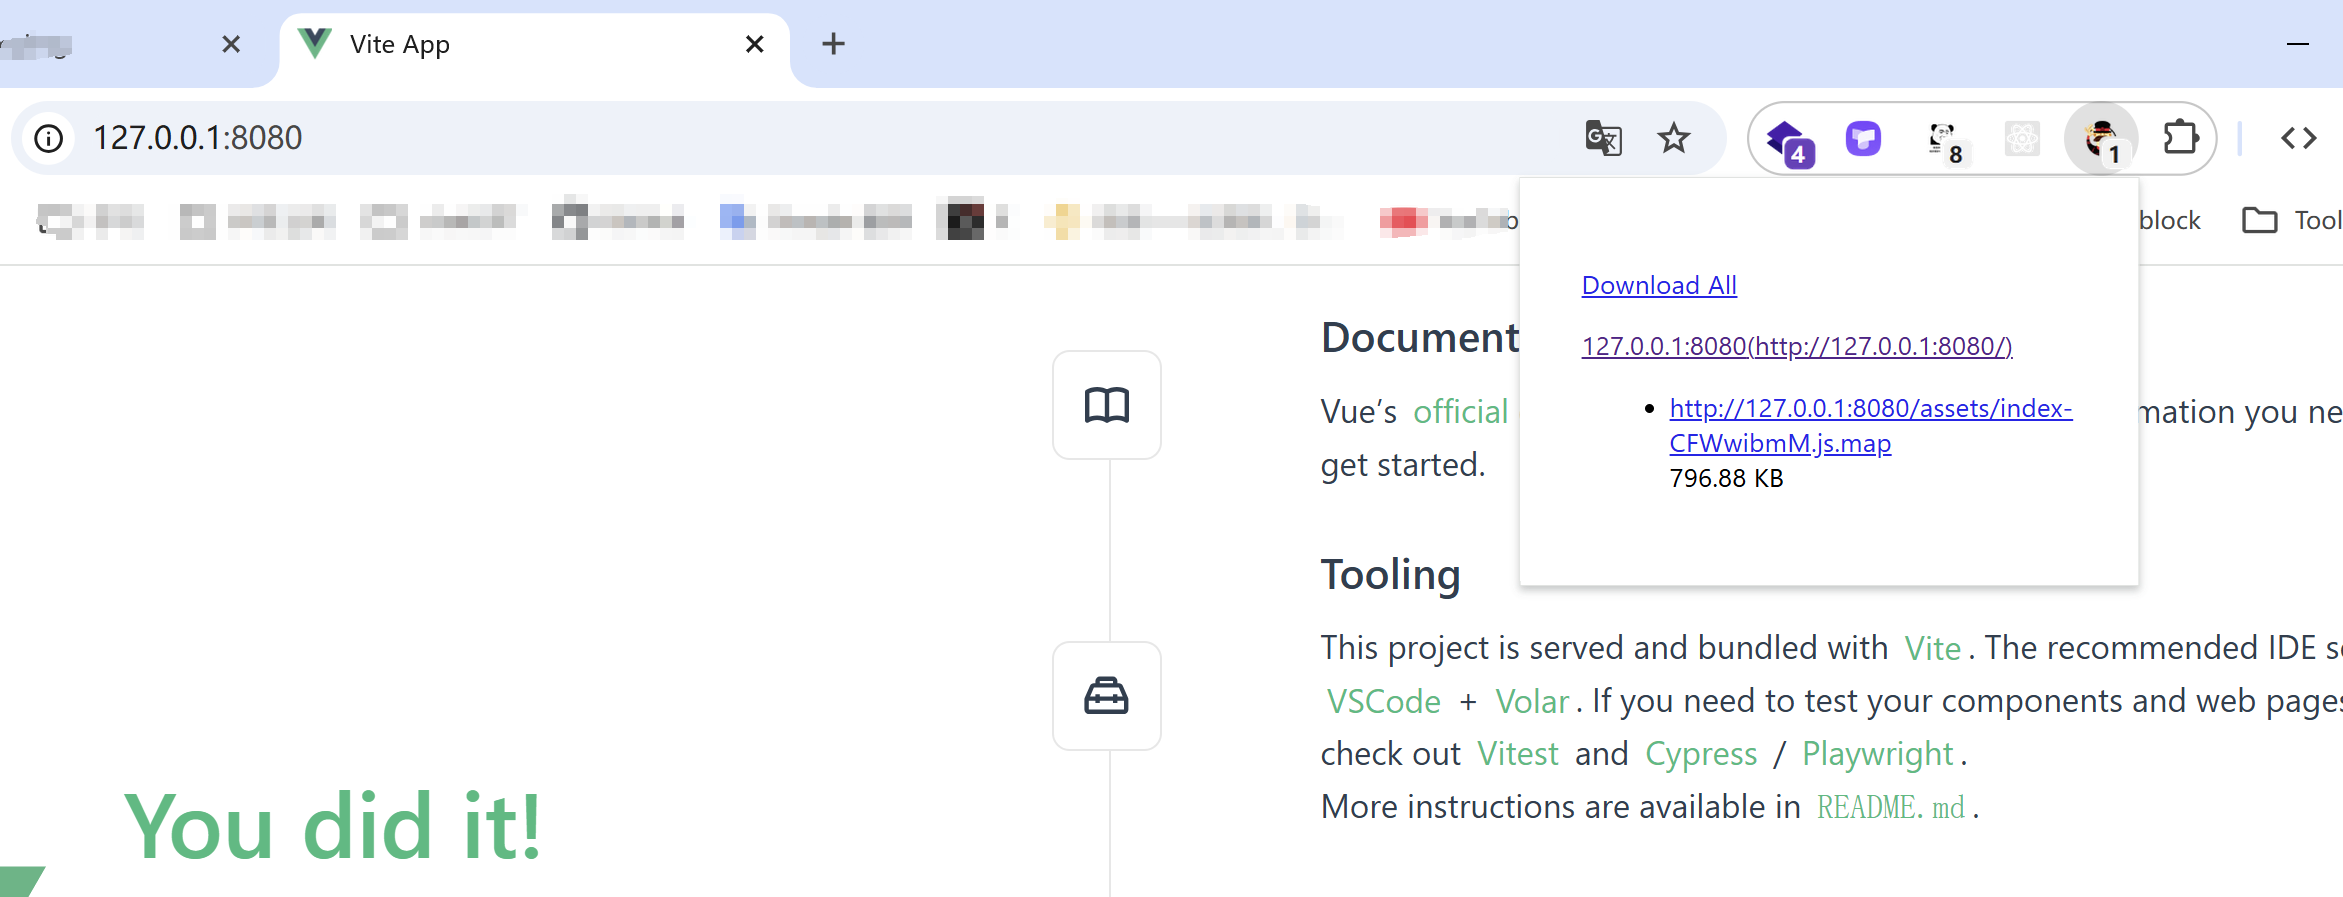 Vite App
127.0.0.1:8080
4
8
1
block
Tool
Download All
127.0.0.1:8080(http://127.0.0.1:8080/)
http://127.0.0.1:8080/assets/index-
CFWwibmM.js.map
796.88 KB
Document
Vue’s official mation you ne
get started.
Tooling
This project is served and bundled with Vite. The recommended IDE se
VSCode + Volar. If you need to test your components and web pages
check out Vitest and Cypress / Playwright.
More instructions are available in README.md.
You did it!